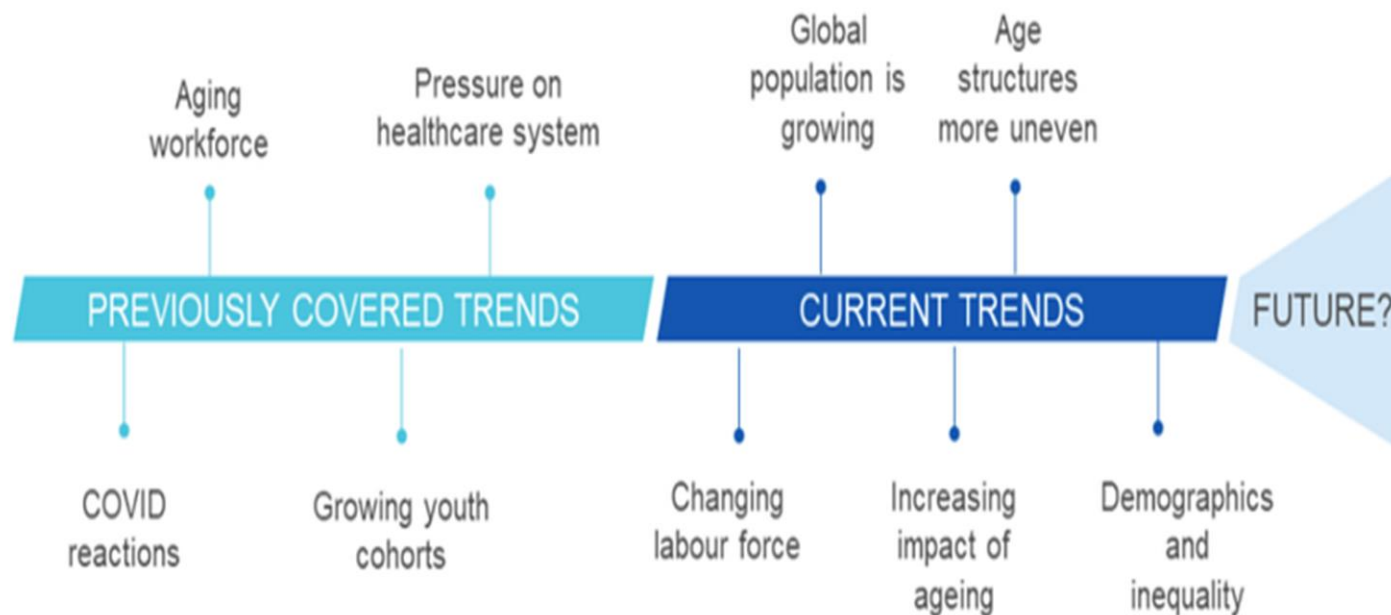 Aging
workforce
Pressure on
healthcare system
Global
population is
growing
Age
structures
more uneven
PREVIOUSLY COVERED TRENDS
CURRENT TRENDS
FUTURE?
COVID
reactions
Growing youth
cohorts
Changing
labour force
Increasing
impact of
ageing
Demographics
and
inequality